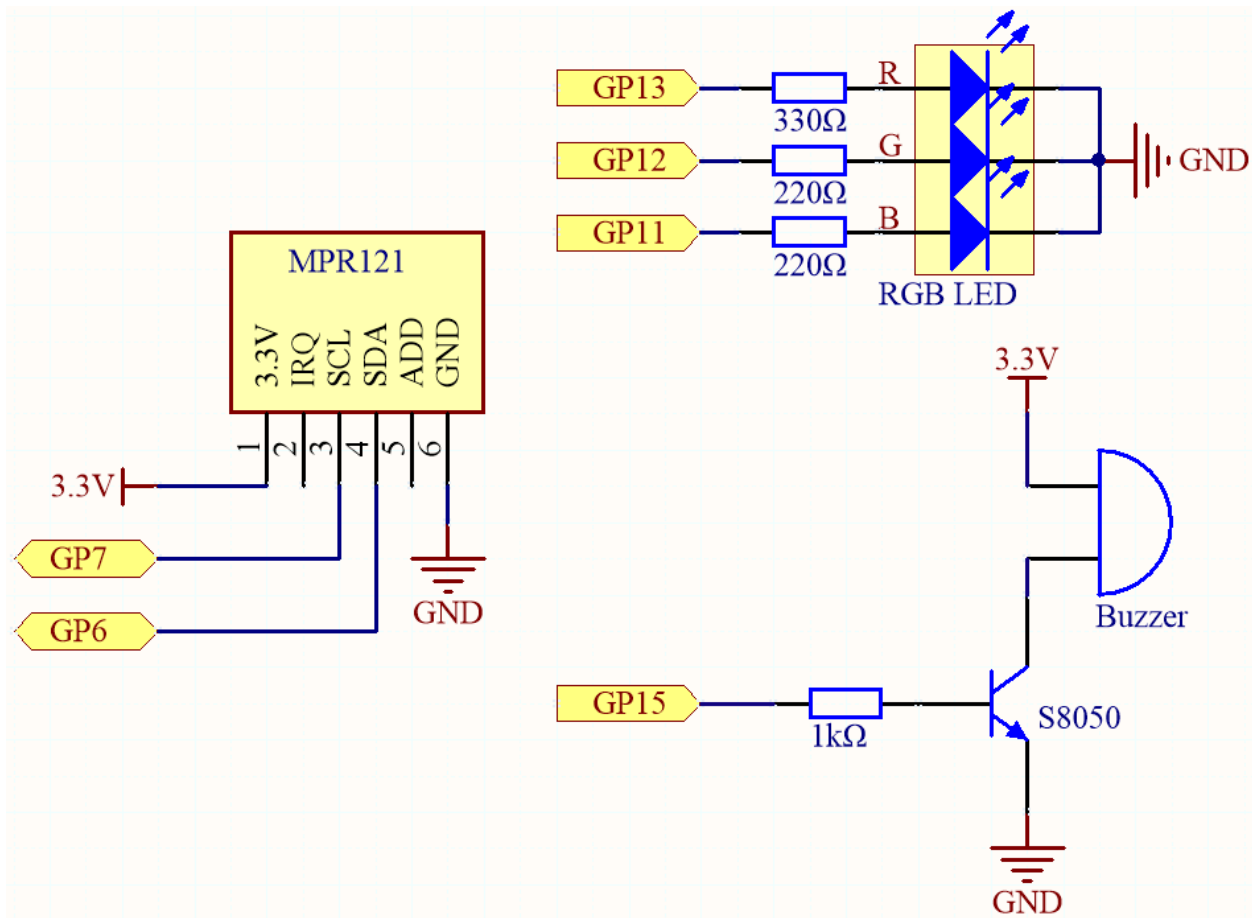 GP13
R
330Ω
GP12
G
220Ω
GP11
B
220Ω
RGB LED
GND
MPR121
3.3V
IRQ
SCL
SDA
ADD
GND
1
2
3
4
5
6
3.3V
GP7
GP6
GND
3.3V
Buzzer
GP15
1kΩ
S8050
GND